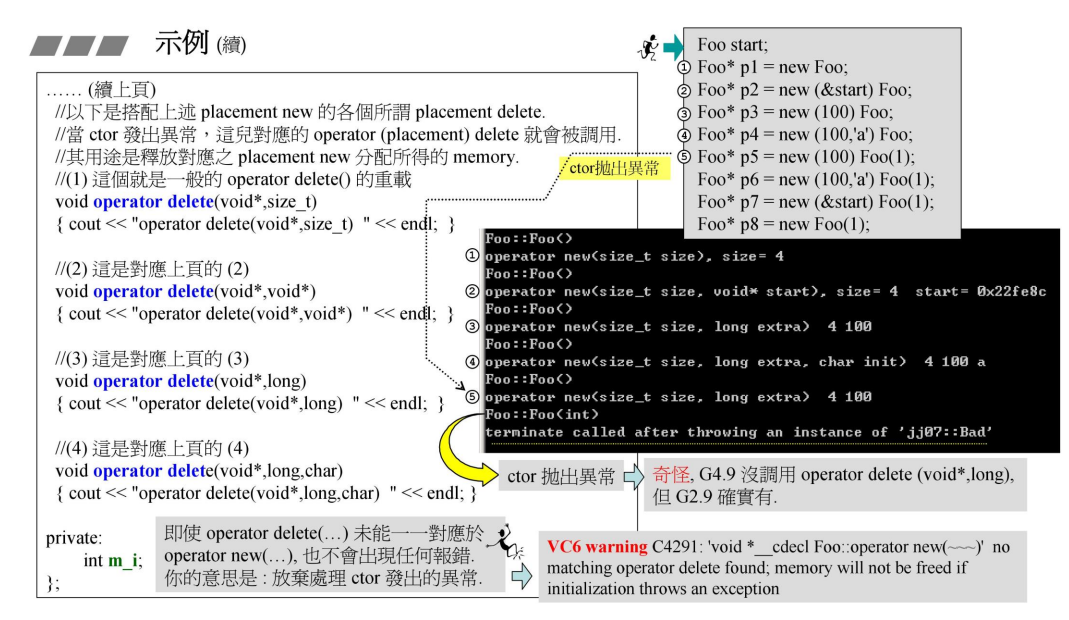 示例 (續)
…… (續上頁)
//以下是搭配上述 placement new 的各個所謂 placement delete.
//當 ctor 發出異常，這兒對應的 operator (placement) delete 就會被調用.
//其用途是釋放對應之 placement new 分配所得的 memory.
//(1) 這個就是一般的 operator delete() 的重載
void operator delete(void*,size_t)
{ cout << "operator delete(void*,size_t)  " << endl;  }
//(2) 這是對應上頁的 (2)
void operator delete(void*,void*)
{ cout << "operator delete(void*,void*)  " << endl;  }
//(3) 這是對應上頁的 (3)
void operator delete(void*,long)
{ cout << "operator delete(void*,long)  " << endl;  }
//(4) 這是對應上頁的 (4)
void operator delete(void*,long,char)
{ cout << "operator delete(void*,long,char)  " << endl; }
private:
int m_i;
};
即使 operator delete(…) 未能一一對應於
operator new(…), 也不會出現任何報錯.
你的意思是 : 放棄處理 ctor 發出的異常.
Foo start;
① Foo* p1 = new Foo;
② Foo* p2 = new (&start) Foo;
③ Foo* p3 = new (100) Foo;
④ Foo* p4 = new (100,'a') Foo;
⑤ Foo* p5 = new (100) Foo(1);
Foo* p6 = new (100,'a') Foo(1);
Foo* p7 = new (&start) Foo(1);
Foo* p8 = new Foo(1);
ctor拋出異常
Foo::Foo()
① operator new(size_t size), size= 4
Foo::Foo()
② operator new(size_t size, void* start), size= 4  start= 0x22fe8c
Foo::Foo()
③ operator new(size_t size, long extra)  4 100
Foo::Foo()
④ operator new(size_t size, long extra, char init)  4 100 a
Foo::Foo()
⑤ operator new(size_t size, long extra)  4 100
Foo::Foo(int)
terminate called after throwing an instance of 'jj07::Bad'
ctor 拋出異常
奇怪, G4.9 沒調用 operator delete (void*,long),
但 G2.9 確實有.
VC6 warning C4291: 'void *__cdecl Foo::operator new(~~~)'  no
matching operator delete found; memory will not be freed if
initialization throws an exception